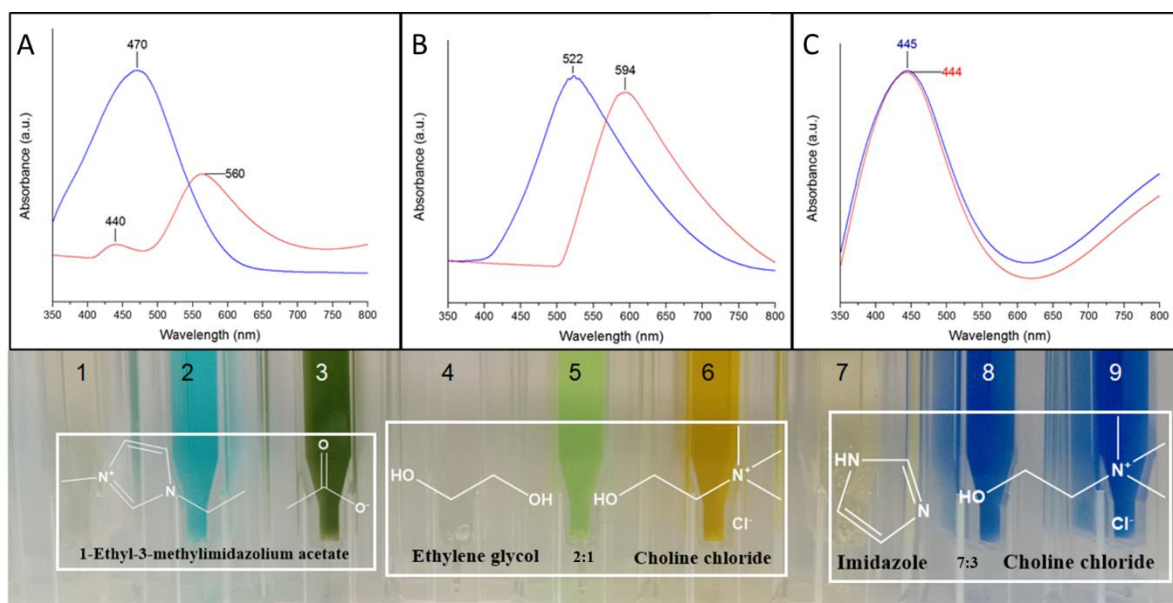 A
470
440
560
Absorbance (a.u.)
350 400 450 500 550 600 650 700 750 800
Wavelength (nm)
B
522
594
Absorbance (a.u.)
350 400 450 500 550 600 650 700 750 800
Wavelength (nm)
C
445
444
Absorbance (a.u.)
350 400 450 500 550 600 650 700 750 800
Wavelength (nm)
1 2 3 4 5 6 7 8 9
N+
N
O
O-
1-Ethyl-3-methylimidazolium acetate
HO
OH
HO
N+
Cl-
Ethylene glycol 2:1 Choline chloride
HN
N
HO
N+
Cl-
Imidazole 7:3 Choline chloride